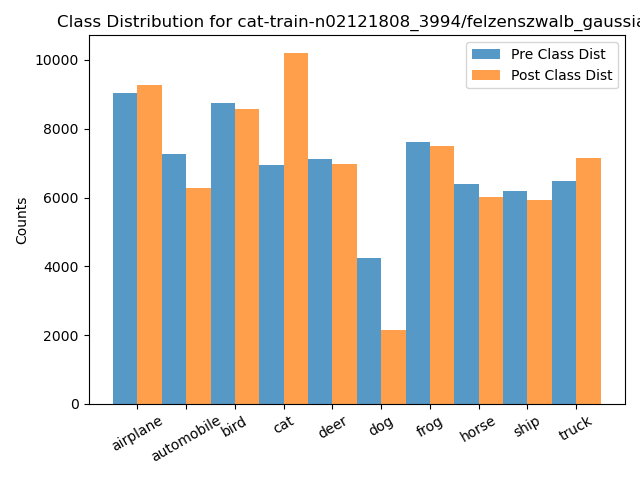 Class Distribution for cat-train-n02121808_3994/felzenszwalb_gaussia
Pre Class Dist
Post Class Dist
Counts
10000
8000
6000
4000
2000
0
airplane
automobile
bird
cat
deer
dog
frog
horse
ship
truck